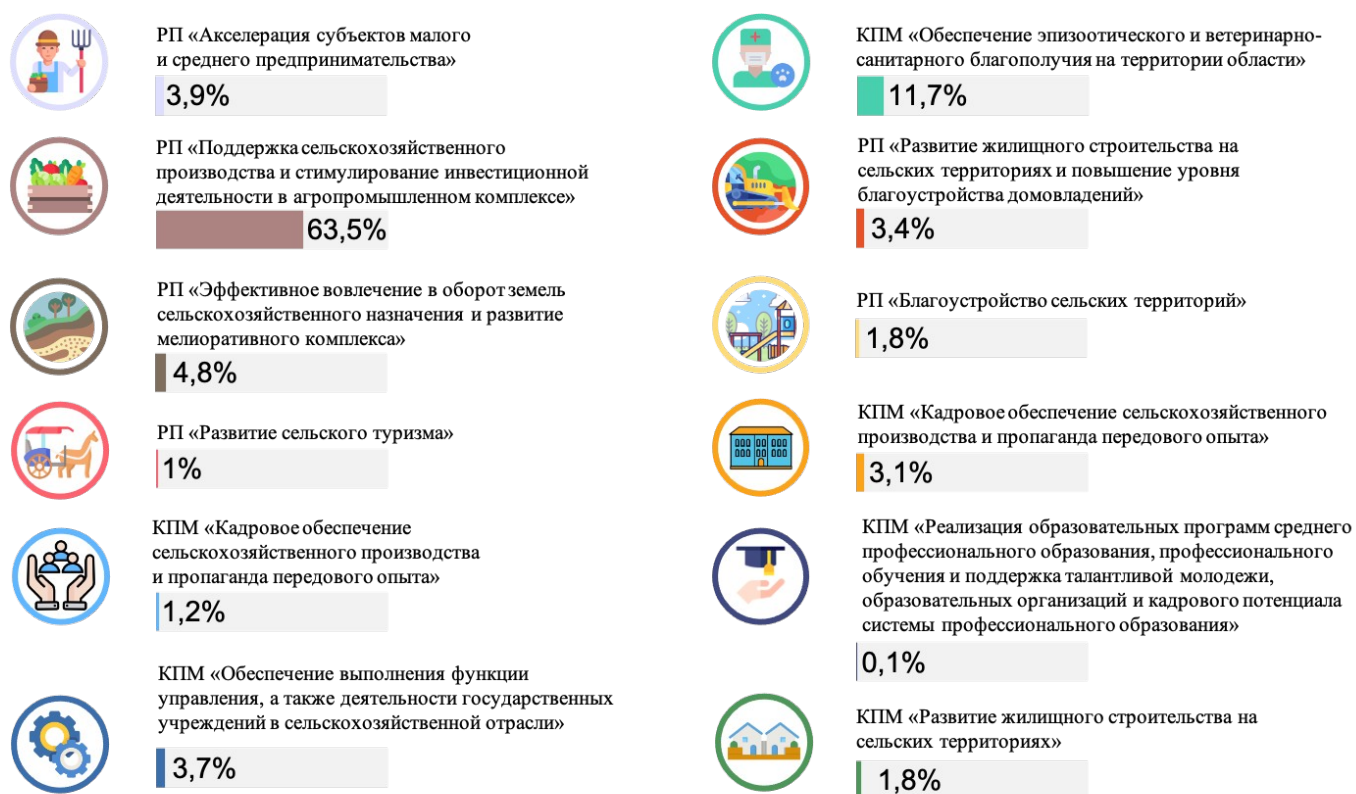 РП «Акселерация субъектов малого
и среднего предпринимательства»
3,9%
РП «Поддержка сельскохозяйственного
производства и стимулирование инвестиционной
деятельности в агропромышленном комплексе»
63,5%
РП «Эффективное вовлечение в оборот земель
сельскохозяйственного назначения и развитие
мелиоративного комплекса»
4,8%
РП «Развитие сельского туризма»
1%
КПМ «Кадровое обеспечение
сельскохозяйственного производства
и пропаганда передового опыта»
1,2%
КПМ «Обеспечение выполнения функции
управления, а также деятельности государственных
учреждений в сельскохозяйственной отрасли»
3,7%
КПМ «Обеспечение эпизоотического и ветеринарно-
санитарного благополучия на территории области»
11,7%
РП «Развитие жилищного строительства на
сельских территориях и повышение уровня
благоустройства домовладений»
3,4%
РП «Благоустройство сельских территорий»
1,8%
КПМ «Кадровое обеспечение сельскохозяйственного
производства и пропаганда передового опыта»
3,1%
КПМ «Реализация образовательных программ среднего
профессионального образования, профессионального
обучения и поддержка талантливой молодежи,
образовательных организаций и кадрового потенциала
системы профессионального образования»
0,1%
КПМ «Развитие жилищного строительства на
сельских территориях»
1,8%